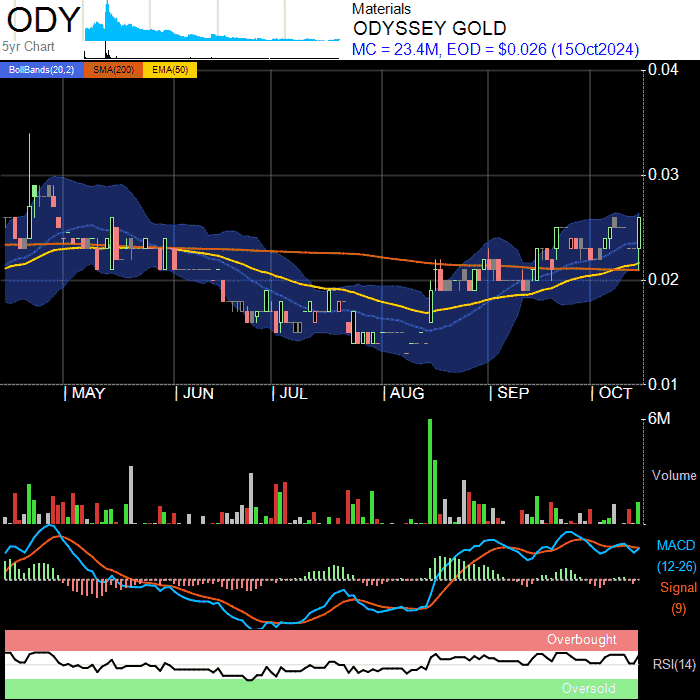 ODY
5yr Chart
Materials
ODYSSEY GOLD
MC = 23.4M, EOD = $0.026 (15Oct2024)
BollBands(20,2) SMA(200) EMA(50)
0.04
0.03
0.02
0.01
| MAY | JUN | JUL | AUG | SEP | OCT
6M
Volume
MACD
(12-26)
Signal
(9)
Overbought
RSI(14)
Oversold